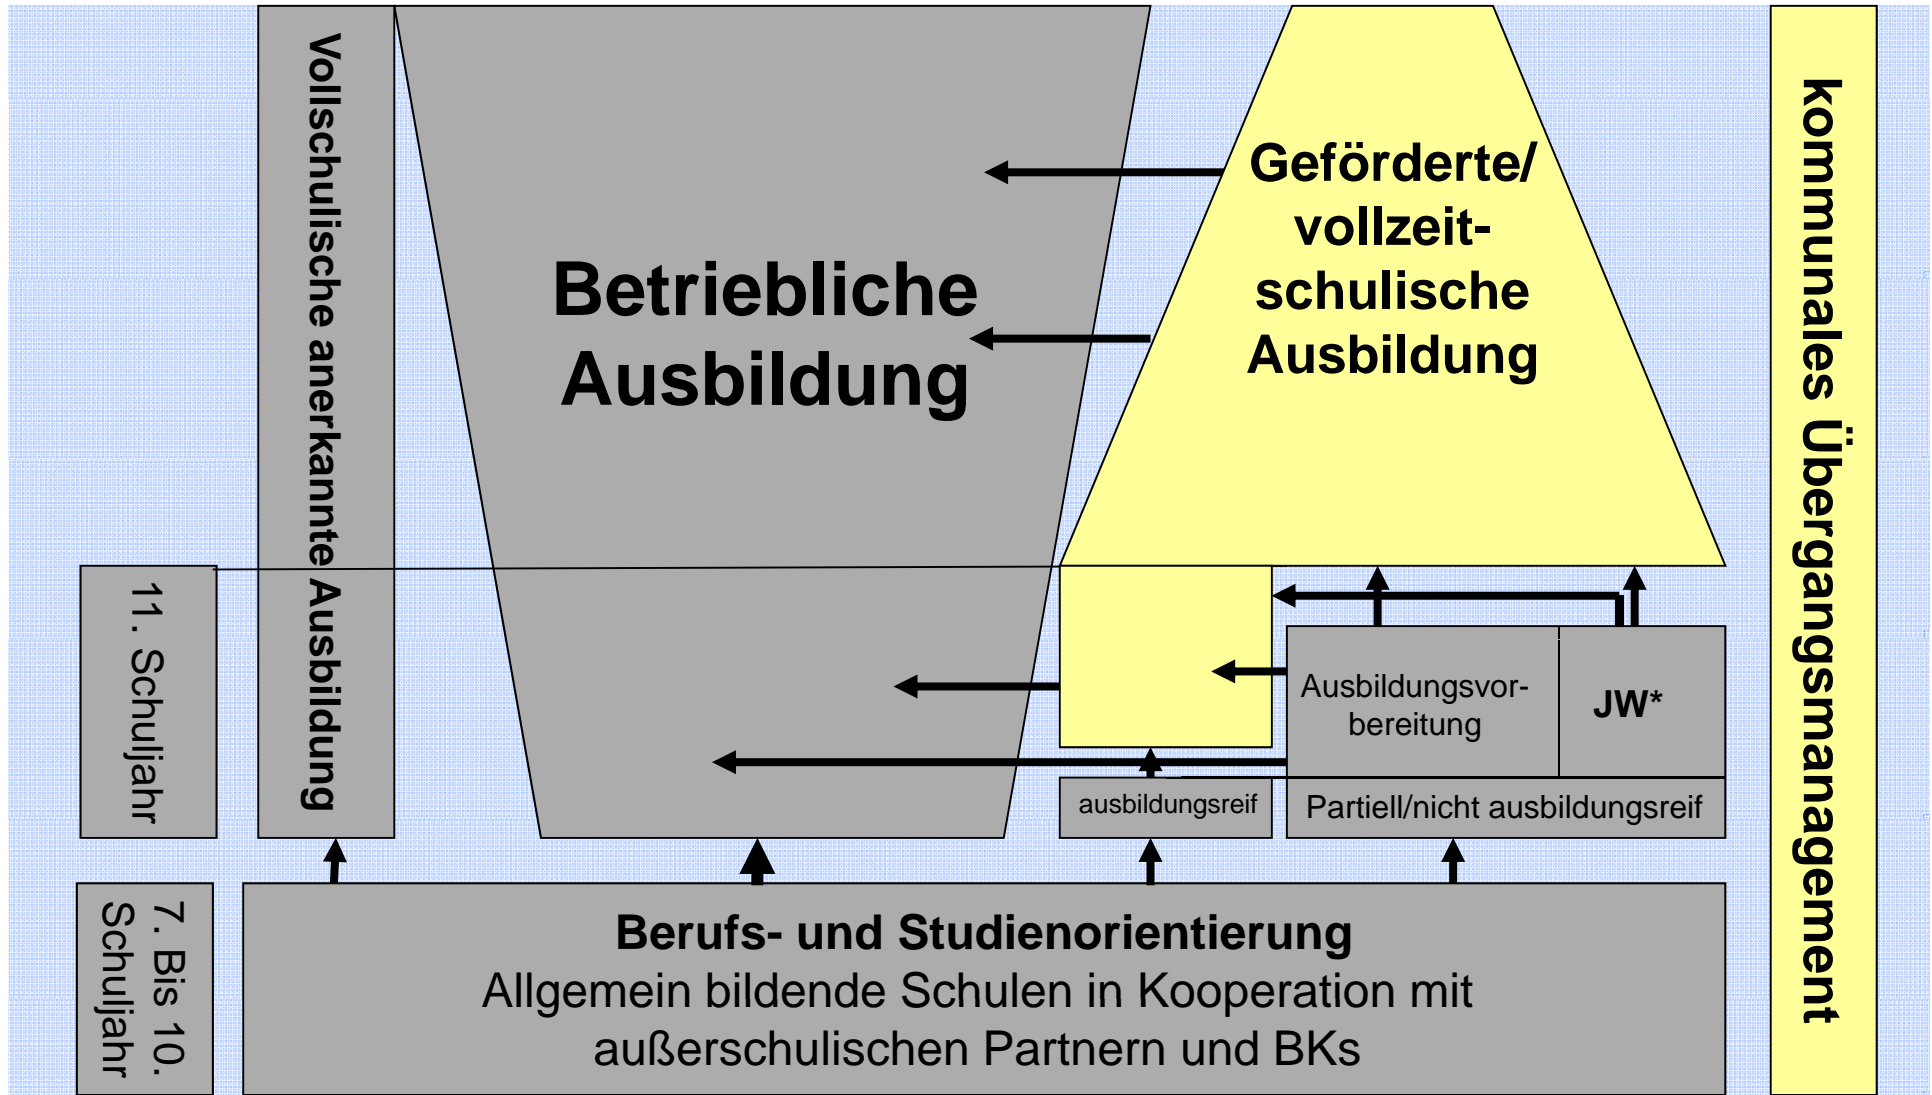 Vollschulische anerkannte Ausbildung
Betriebliche
Ausbildung
Geförderte/
vollzeit-
schulische
Ausbildung
kommunales Übergangsmanagement
11. Schuljahr
Ausbildungsvor-
bereitung
JW*
ausbildungsreif
Partiell/nicht ausbildungsreif
7. Bis 10.
Schuljahr
Berufs- und Studienorientierung
Allgemein bildende Schulen in Kooperation mit
außerschulischen Partnern und BKs